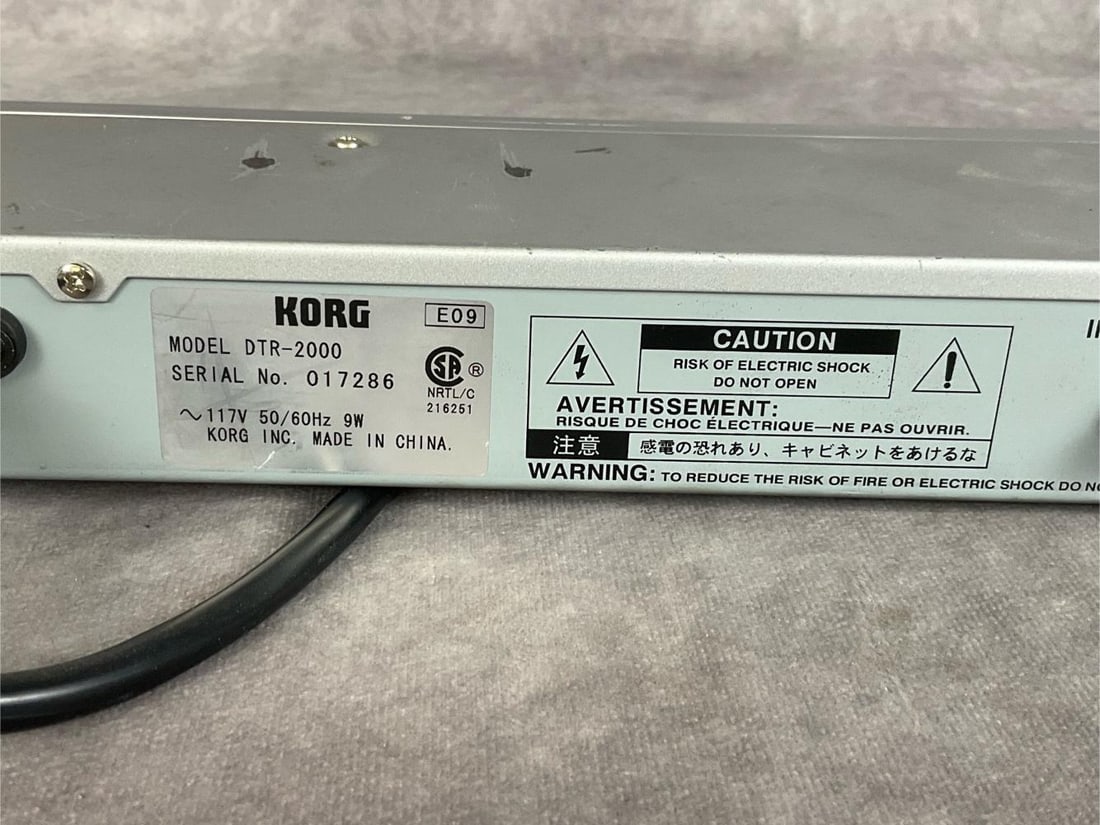 KORG
E09
MODEL DTR-2000
SERIAL No. 017286
SA ®
NRTL/C
216251
~117V 50/60Hz 9W
KORG INC. MADE IN CHINA.
CAUTION
RISK OF ELECTRIC SHOCK
DO NOT OPEN
AVERTISSEMENT:
RISQUE DE CHOC ÉLECTRIQUE—NE PAS OUVRIR.
注意 感電の恐れあり、キャビネットをあけるな
WARNING: TO REDUCE THE RISK OF FIRE OR ELECTRIC SHOCK DO